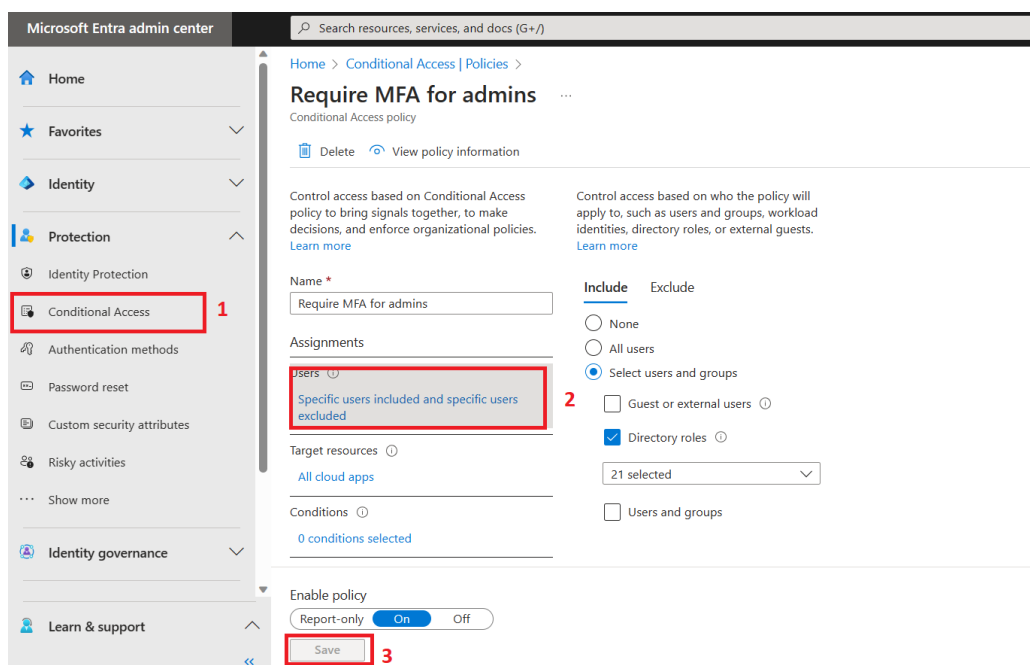 Microsoft Entra admin center
Search resources, services, and docs (G+/)
Home
Favorites
Identity
Protection
Identity Protection
Conditional Access
1
Authentication methods
Password reset
Custom security attributes
Risky activities
Show more
Identity governance
Learn & support
Home > Conditional Access | Policies >
Require MFA for admins
Conditional Access policy
Delete
View policy information
Control access based on Conditional Access
policy to bring signals together, to make
decisions, and enforce organizational policies.
Learn more
Name *
Require MFA for admins
Assignments
Users
Specific users included and specific users
excluded
2
Target resources
All cloud apps
Conditions
0 conditions selected
Control access based on who the policy will
apply to, such as users and groups, workload
identities, directory roles, or external guests.
Learn more
Include Exclude
None
All users
Select users and groups
Guest or external users
Directory roles
21 selected
Users and groups
Enable policy
Report-only On Off
Save
3